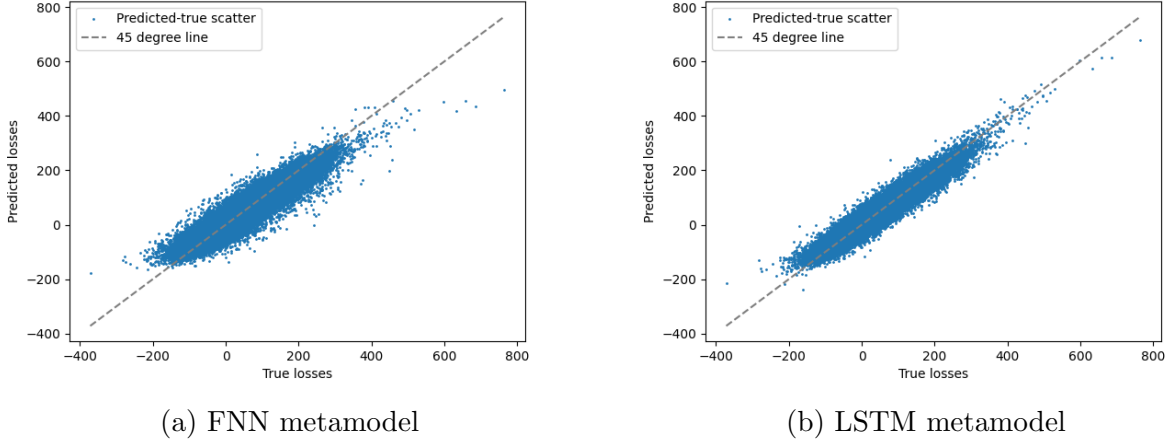 Predicted-true scatter
45 degree line
800
600
400
200
0
−200
−400
Predicted losses
−400
−200
0
200
400
600
800
True losses
(a) FNN metamodel
Predicted-true scatter
45 degree line
800
600
400
200
0
−200
−400
Predicted losses
−400
−200
0
200
400
600
800
True losses
(b) LSTM metamodel